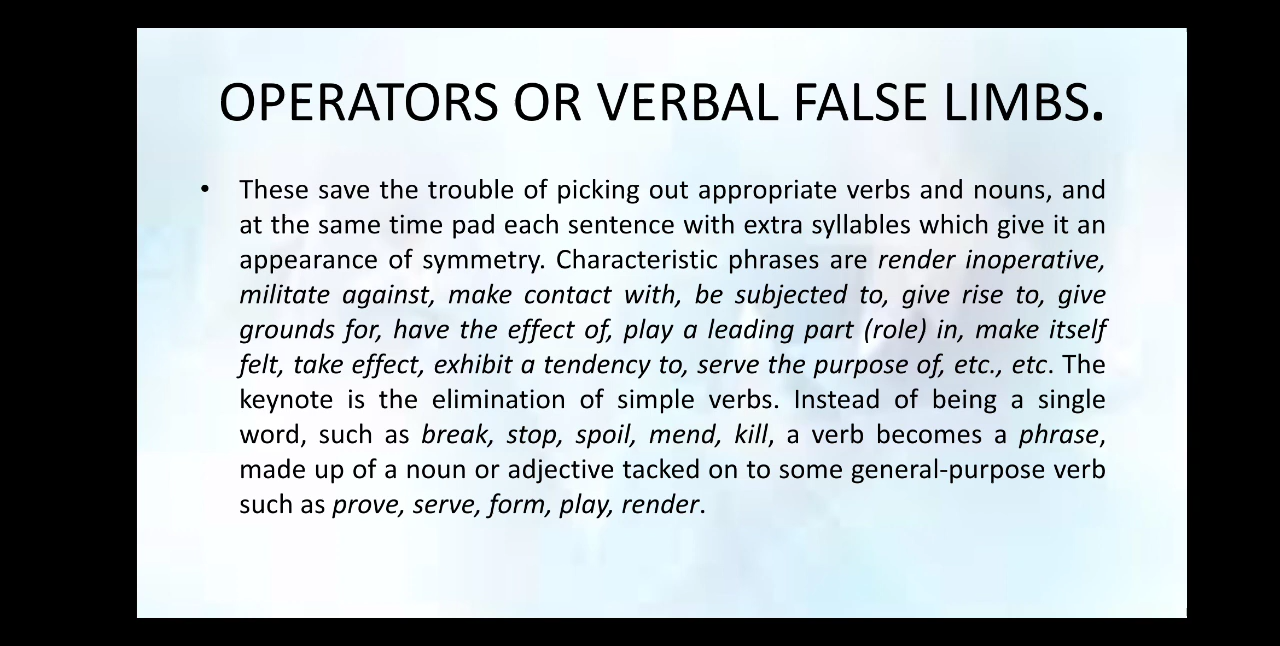 OPERATORS OR VERBAL FALSE LIMBS.
• These save the trouble of picking out appropriate verbs and nouns, and
at the same time pad each sentence with extra syllables which give it an
appearance of symmetry. Characteristic phrases are render inoperative,
militate against, make contact with, be subjected to, give rise to, give
grounds for, have the effect of, play a leading part (role) in, make itself
felt, take effect, exhibit a tendency to, serve the purpose of, etc., etc. The
keynote is the elimination of simple verbs. Instead of being a single
word, such as break, stop, spoil, mend, kill, a verb becomes a phrase,
made up of a noun or adjective tacked on to some general-purpose verb
such as prove, serve, form, play, render.